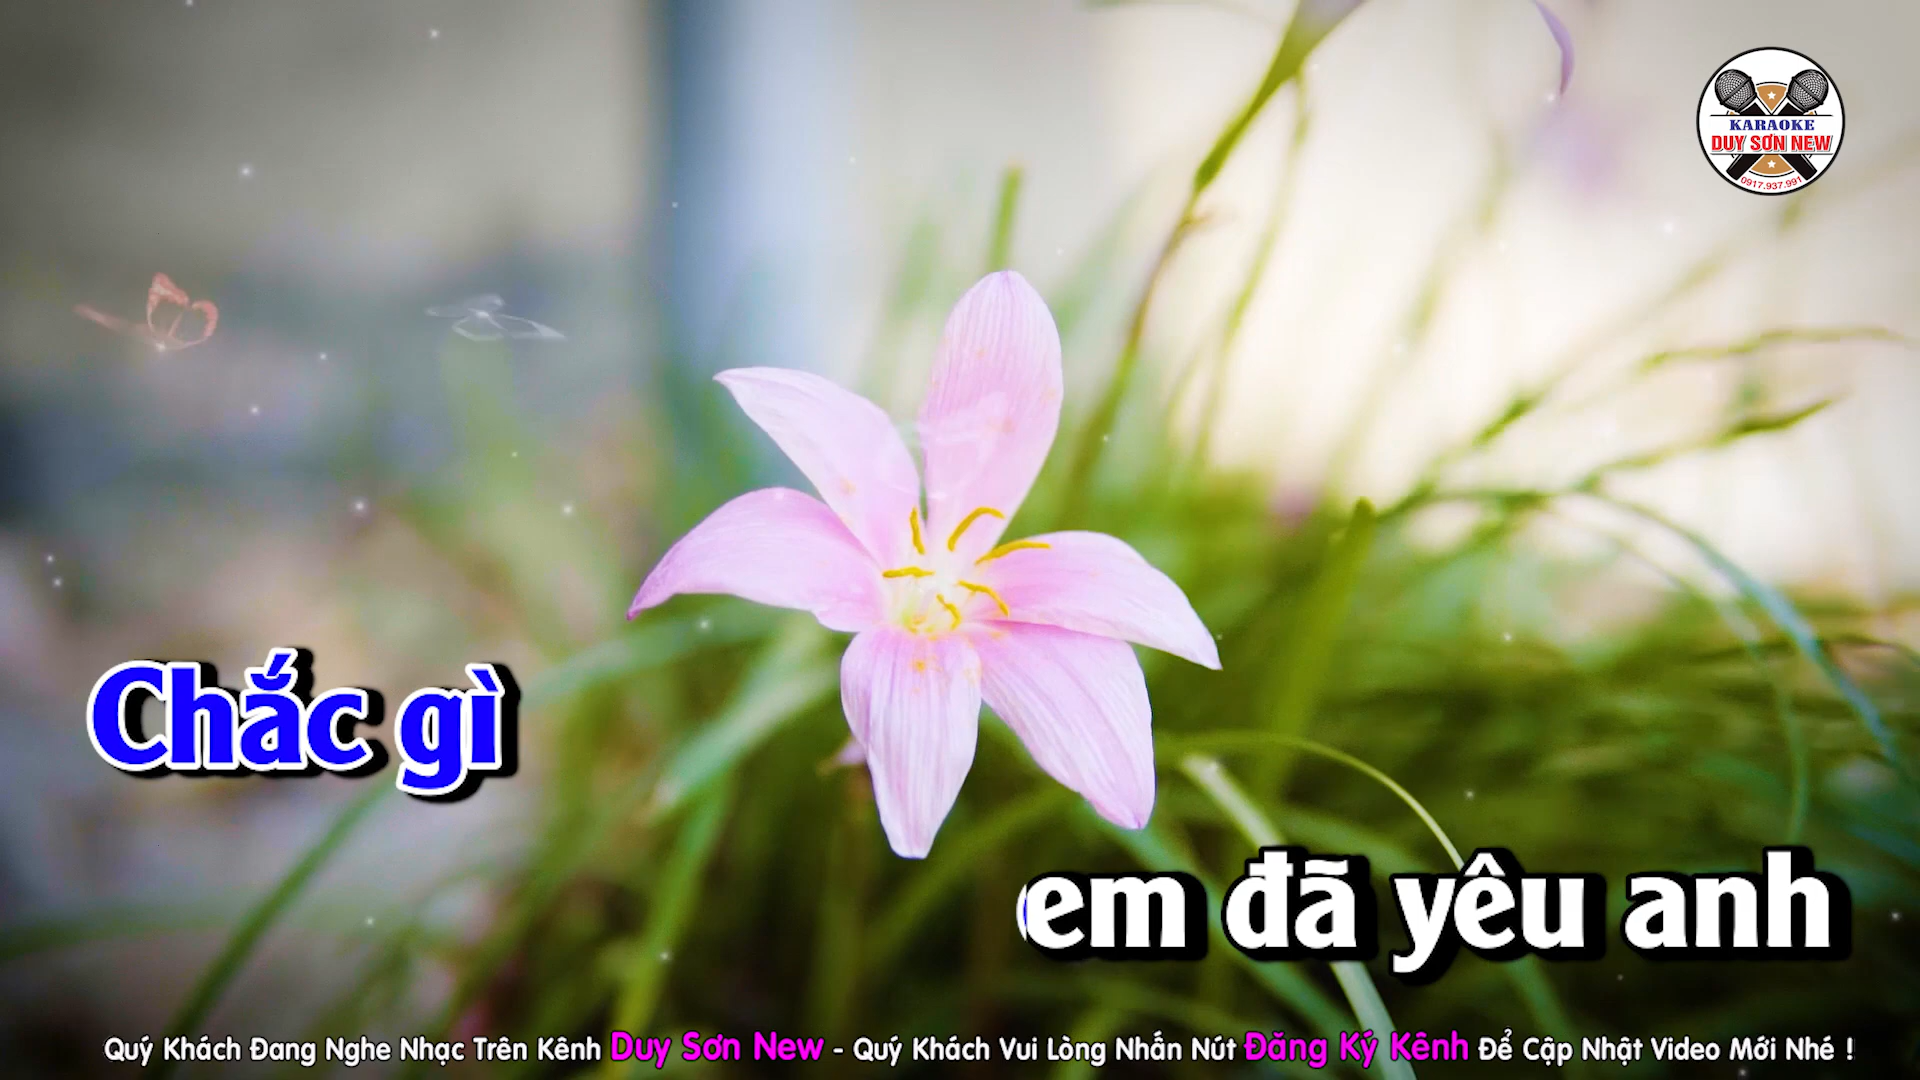 KARAOKE
DUY SƠN NEW
0917.937.991
Chắc gì
em đã yêu anh
Quý Khách Đang Nghe Nhạc Trên Kênh Duy Sơn New - Quý Khách Vui Lòng Nhấn Nút Đăng Ký Kênh Để Cập Nhật Video Mới Nhé !